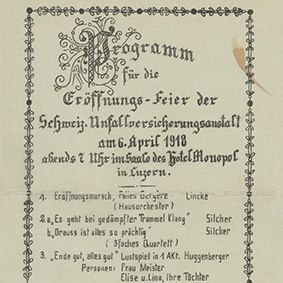 Programm
für die
Eröffnungs-Feier der
Schweiz. Unfallversicherungsanstalt
am 6. April 1918
abends 7 Uhr im Saale des Hotel Monopol
in Luzern.
1. Eröffnungsmarsch, Folies Bergère Lincke
(Hausorchester)
2. a. "Es geht bei gedämpfter Trommel Klang" Silcher
b. Drauss ist alles so prächtig" Silcher
(3faches Quartett)
3. "Ende gut, alles gut" Lustspiel in 1 Akt. Huggenberger
Personen: Frau Meister
Elise u. Lina, ihre Töchter